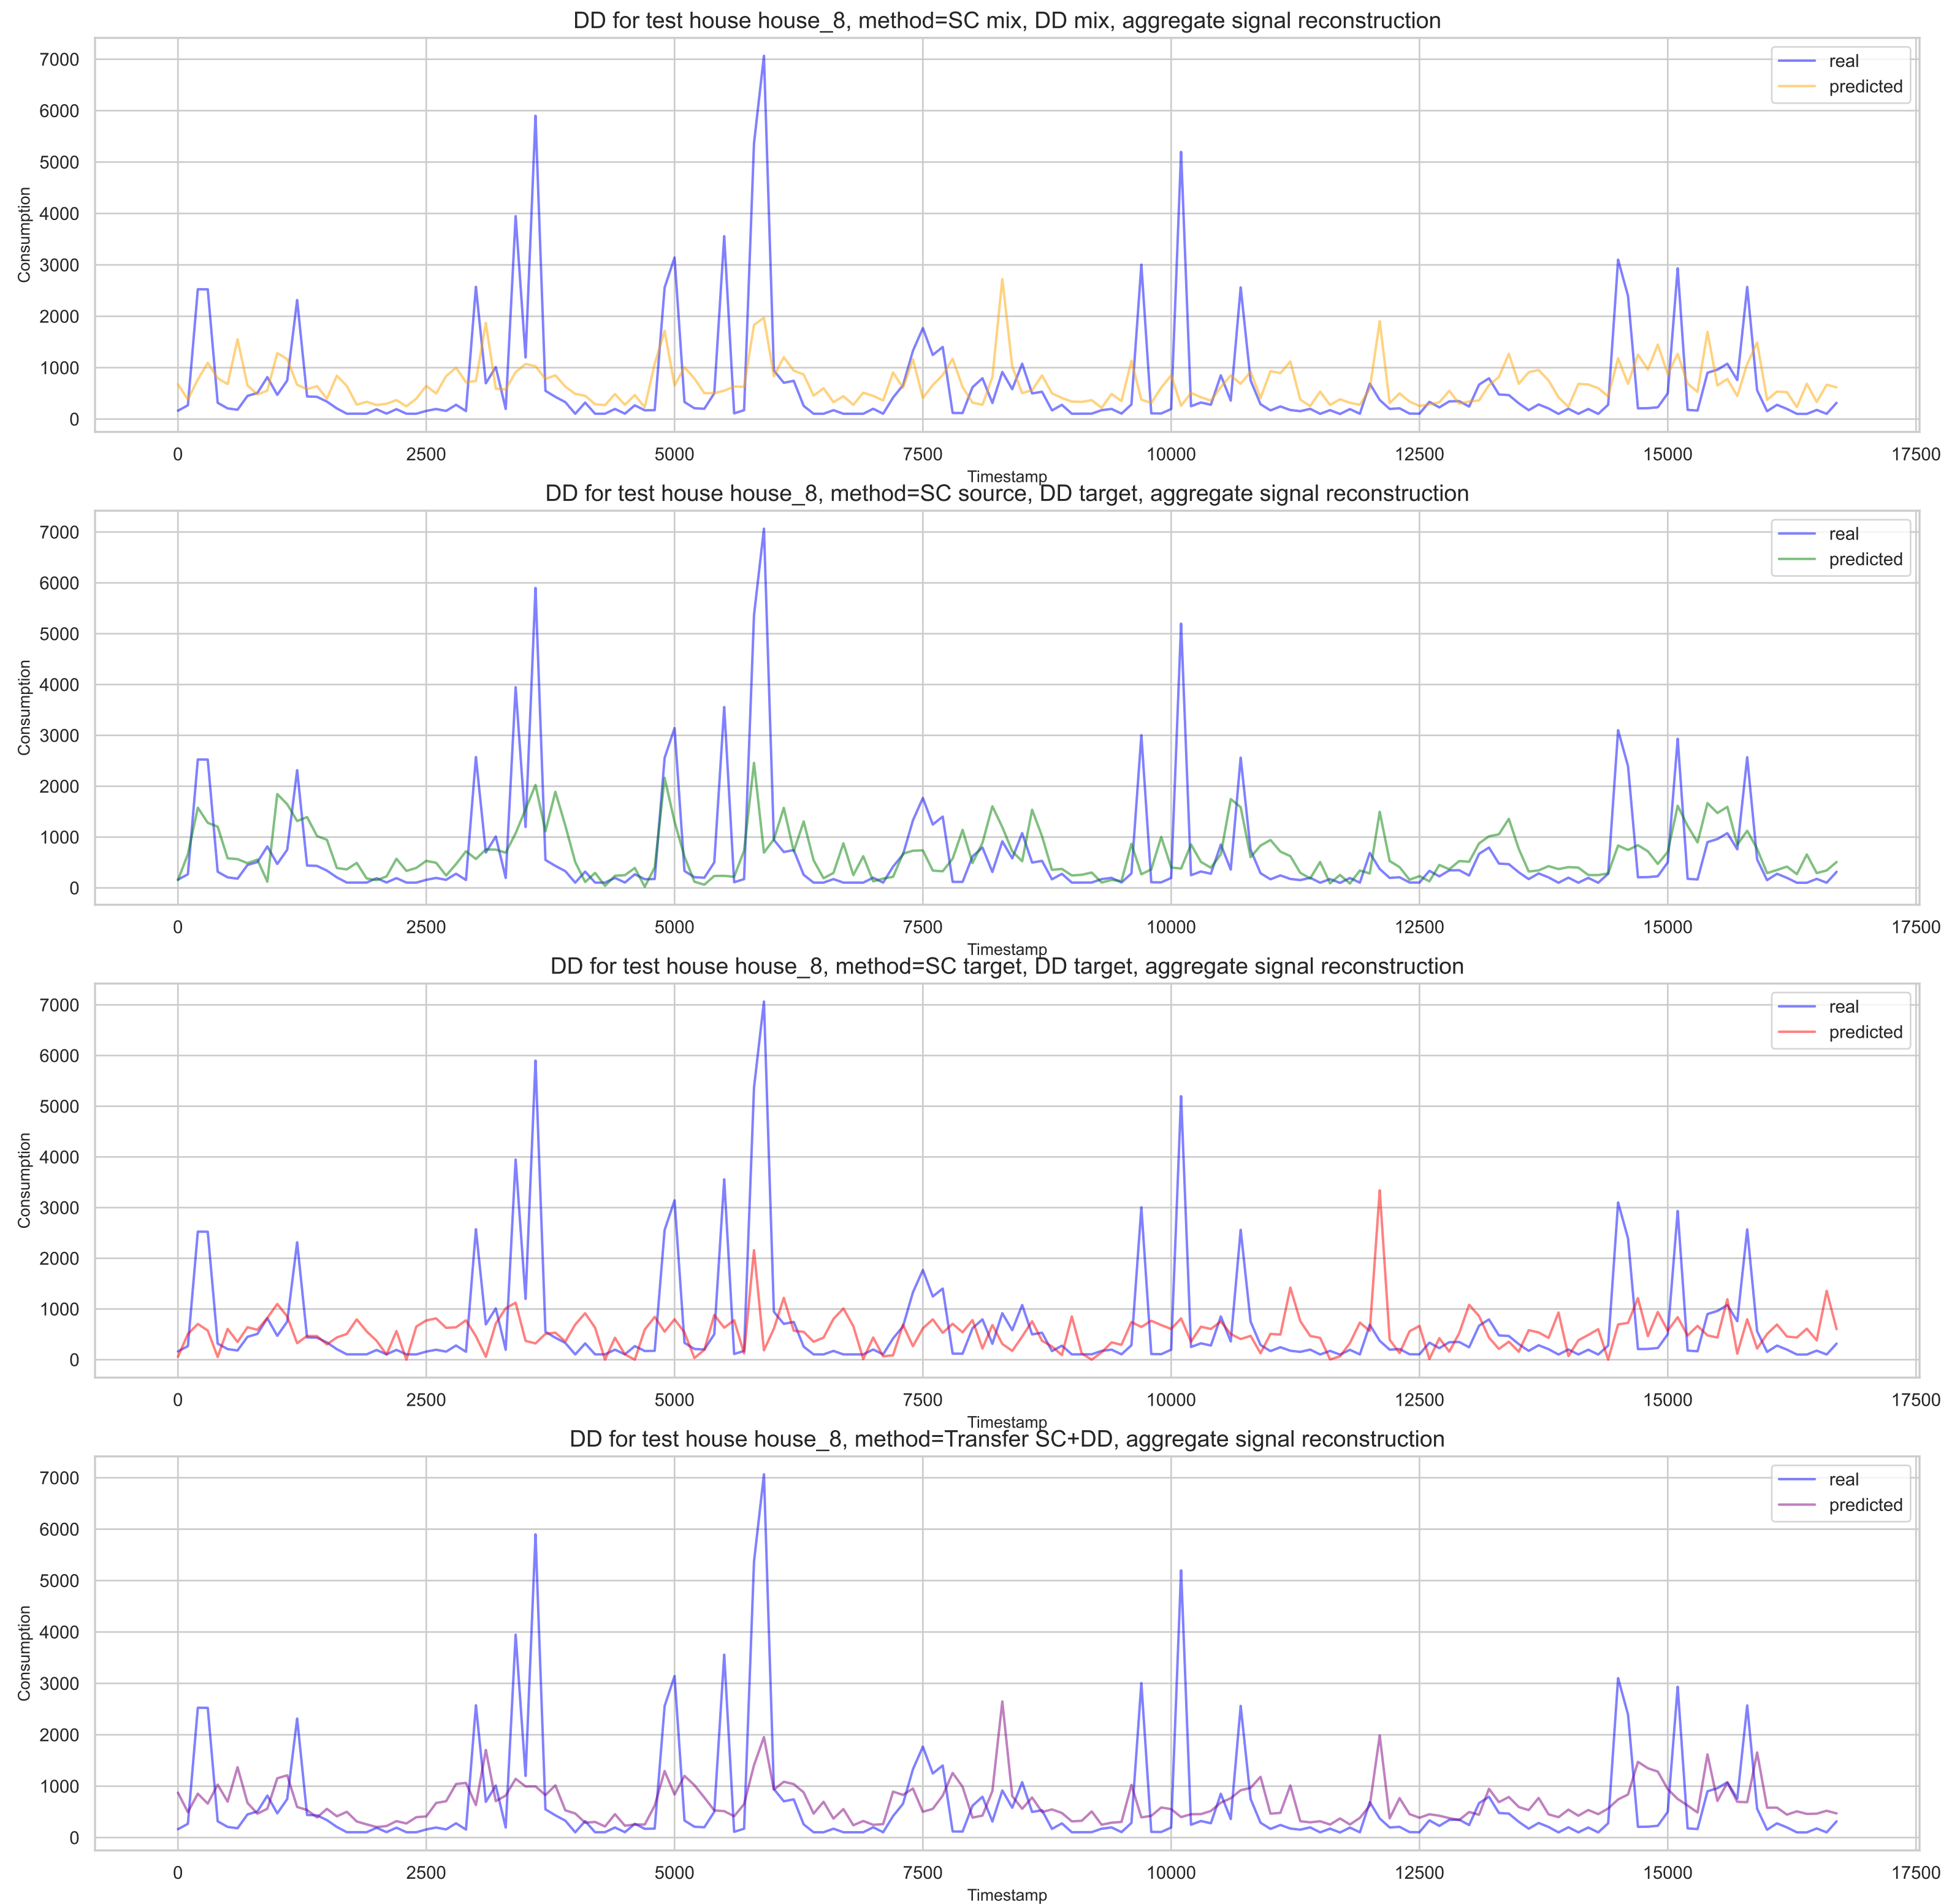 DD for test house house_8, method=SC mix, DD mix, aggregate signal reconstruction
real
predicted
7000
6000
5000
4000
3000
2000
1000
0
Consumption
0 2500 5000 7500 10000 12500 15000 17500
Timestamp
DD for test house house_8, method=SC source, DD target, aggregate signal reconstruction
real
predicted
7000
6000
5000
4000
3000
2000
1000
0
Consumption
0 2500 5000 7500 10000 12500 15000 17500
Timestamp
DD for test house house_8, method=SC target, DD target, aggregate signal reconstruction
real
predicted
7000
6000
5000
4000
3000
2000
1000
0
Consumption
0 2500 5000 7500 10000 12500 15000 17500
Timestamp
DD for test house house_8, method=Transfer SC+DD, aggregate signal reconstruction
real
predicted
7000
6000
5000
4000
3000
2000
1000
0
Consumption
0 2500 5000 7500 10000 12500 15000 17500
Timestamp